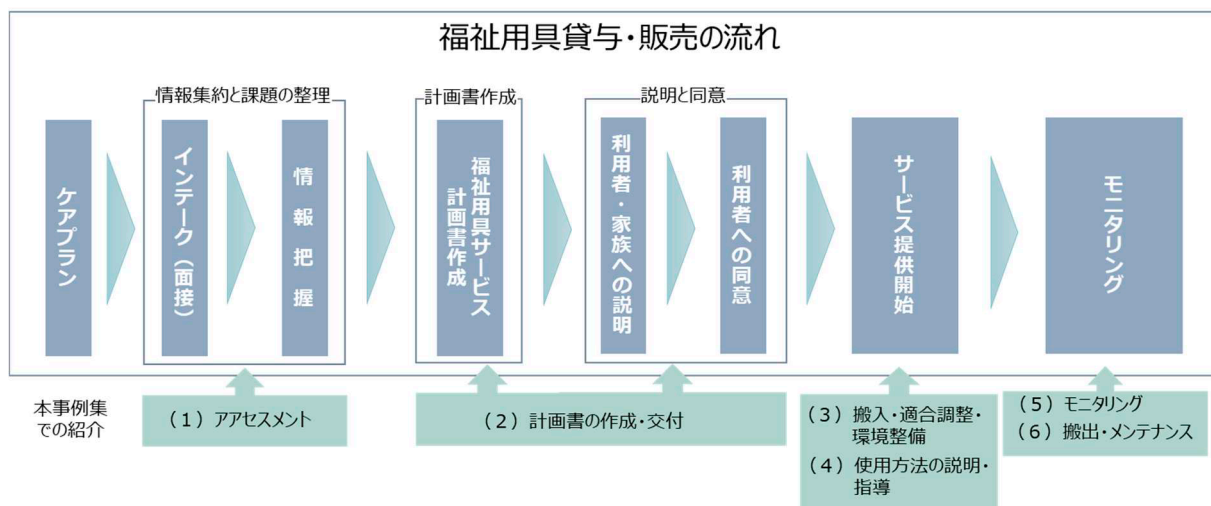 福祉用具貸与・販売の流れ
情報集約と課題の整理
計画書作成
説明と同意
ケアプラン
インテーク（面接）
情報把握
福祉用具サービス
計画書作成
利用者・家族への説明
利用者への同意
サービス提供開始
モニタリング
本事例集
での紹介
（１）アアセスメント
（２）計画書の作成・交付
（３）搬入・適合調整・
環境整備
（４）使用方法の説明・
指導
（５）モニタリング
（６）搬出・メンテナンス